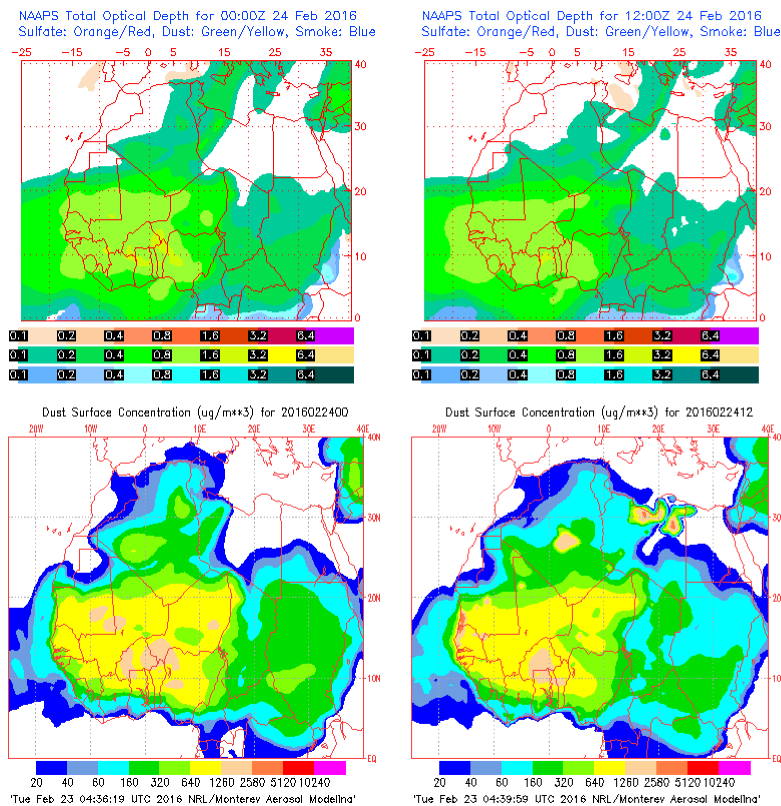 NAAPS Total Optical Depth for 00:00Z 24 Feb 2016
Sulfate: Orange/Red, Dust: Green/Yellow, Smoke: Blue
-25 -15 -5 0 5 15 25 35
40
30
20
10
0
0.1 0.2 0.4 0.8 1.6 3.2 6.4
0.1 0.2 0.4 0.8 1.6 3.2 6.4
0.1 0.2 0.4 0.8 1.6 3.2 6.4
NAAPS Total Optical Depth for 12:00Z 24 Feb 2016
Sulfate: Orange/Red, Dust: Green/Yellow, Smoke: Blue
-25 -15 -5 0 5 15 25 35
40
30
20
10
0
0.1 0.2 0.4 0.8 1.6 3.2 6.4
0.1 0.2 0.4 0.8 1.6 3.2 6.4
0.1 0.2 0.4 0.8 1.6 3.2 6.4
Dust Surface Concentration (ug/m**3) for 2016022400
20W 10W 0 10E 20E 30E 40E
40N
30N
20N
10N
EQ
20 40 80 160 320 640 1260 2580 5120 10240
'Tue Feb 23 04:36:19 UTC 2016 NRL/Monterey Aerosol Modeling'
Dust Surface Concentration (ug/m**3) for 2016022412
20W 10W 0 10E 20E 30E 40E
40N
30N
20N
10N
EQ
20 40 80 160 320 640 1260 2580 5120 10240
'Tue Feb 23 04:39:59 UTC 2016 NRL/Monterey Aerosol Modeling'